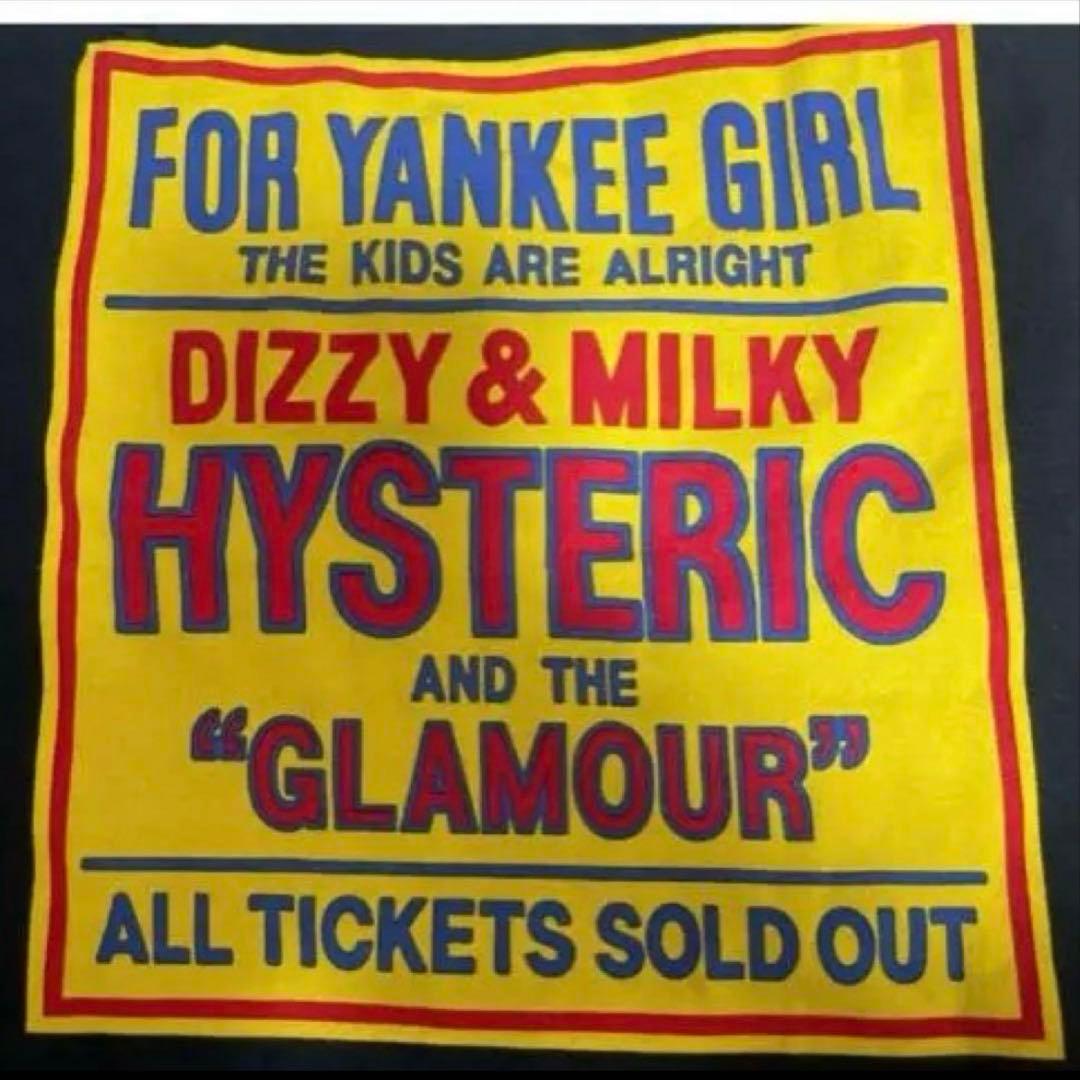 FOR YANKEE GIRL
THE KIDS ARE ALRIGHT
DIZZY & MILKY
HYSTERIC
AND THE
“GLAMOUR”
ALL TICKETS SOLD OUT